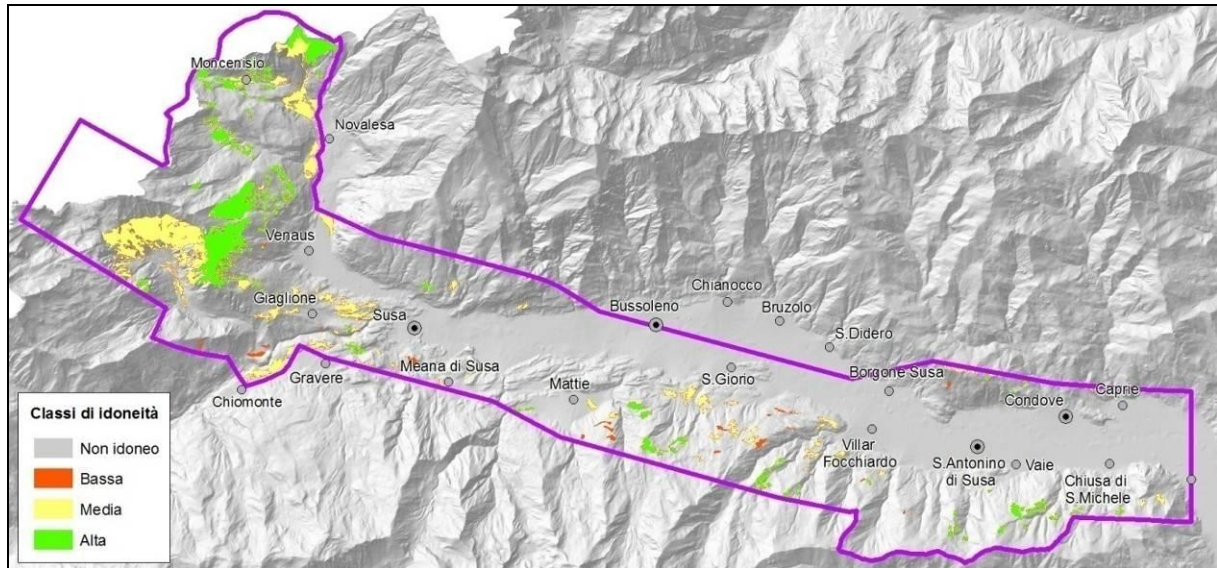 Moncenisio
Novalesa
Venaus
Giaglione
Susa
Bussoleno
Chianocco
Bruzolo
S.Didero
Gravere
Meana di Susa
Mattie
S.Giorio
Borgone Susa
Condove
Caprie
Chiomonte
Villar
Focchiardo
S.Antonino
di Susa
Vaie
Chiusa di
S.Michele
Classi di idoneità
Non idoneo
Bassa
Media
Alta